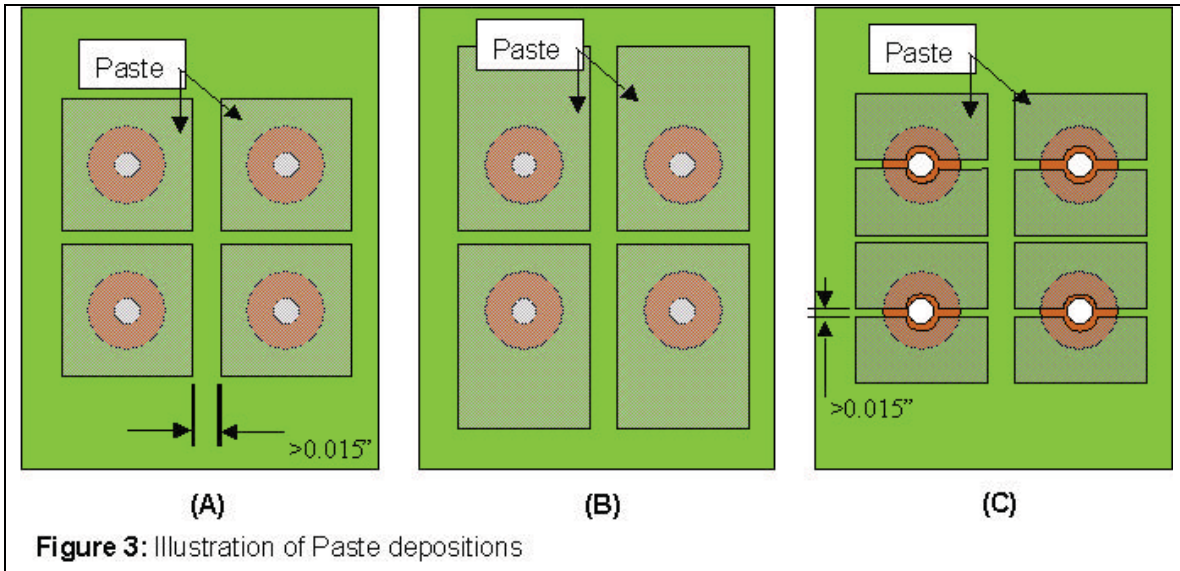 Paste
Paste
Paste
>0.015”
>0.015”
(A)
(B)
(C)
Figure 3: Illustration of Paste depositions